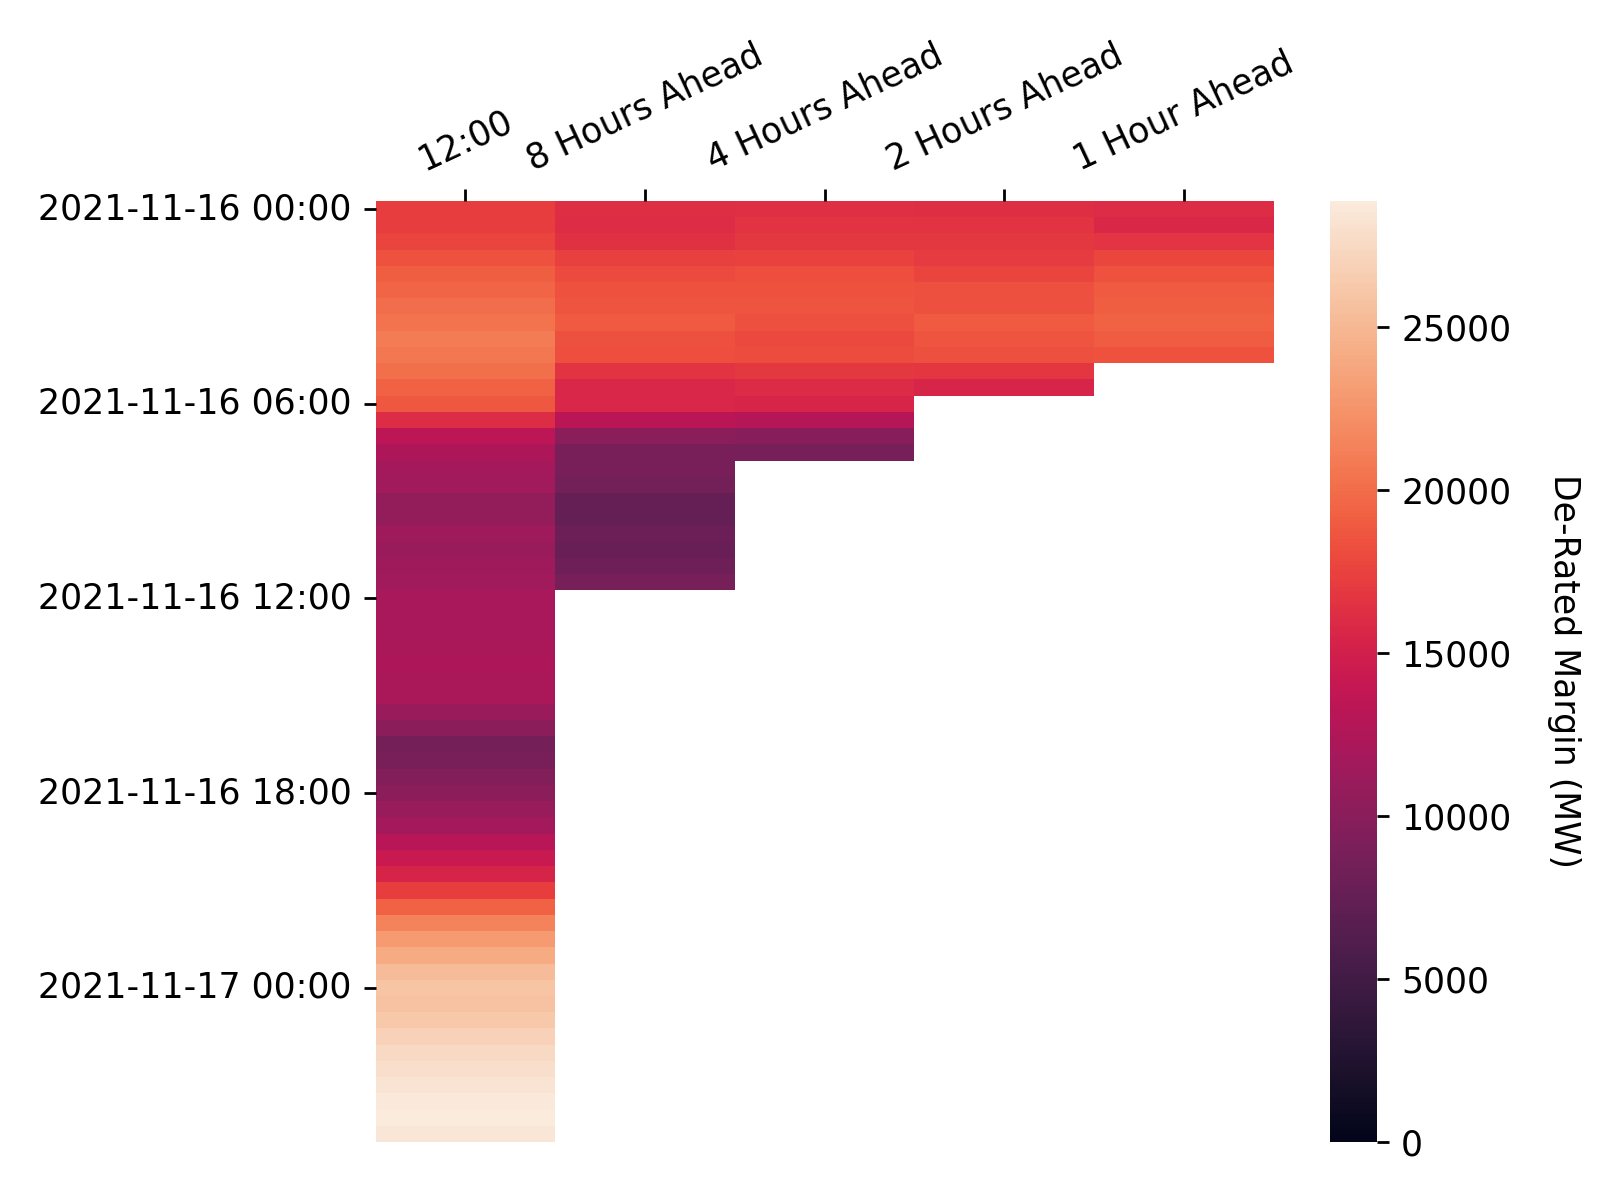 12:00
8 Hours Ahead
4 Hours Ahead
2 Hours Ahead
1 Hour Ahead
2021-11-16 00:00
2021-11-16 06:00
2021-11-16 12:00
2021-11-16 18:00
2021-11-17 00:00
25000
20000
15000
10000
5000
0
De-Rated Margin (MW)